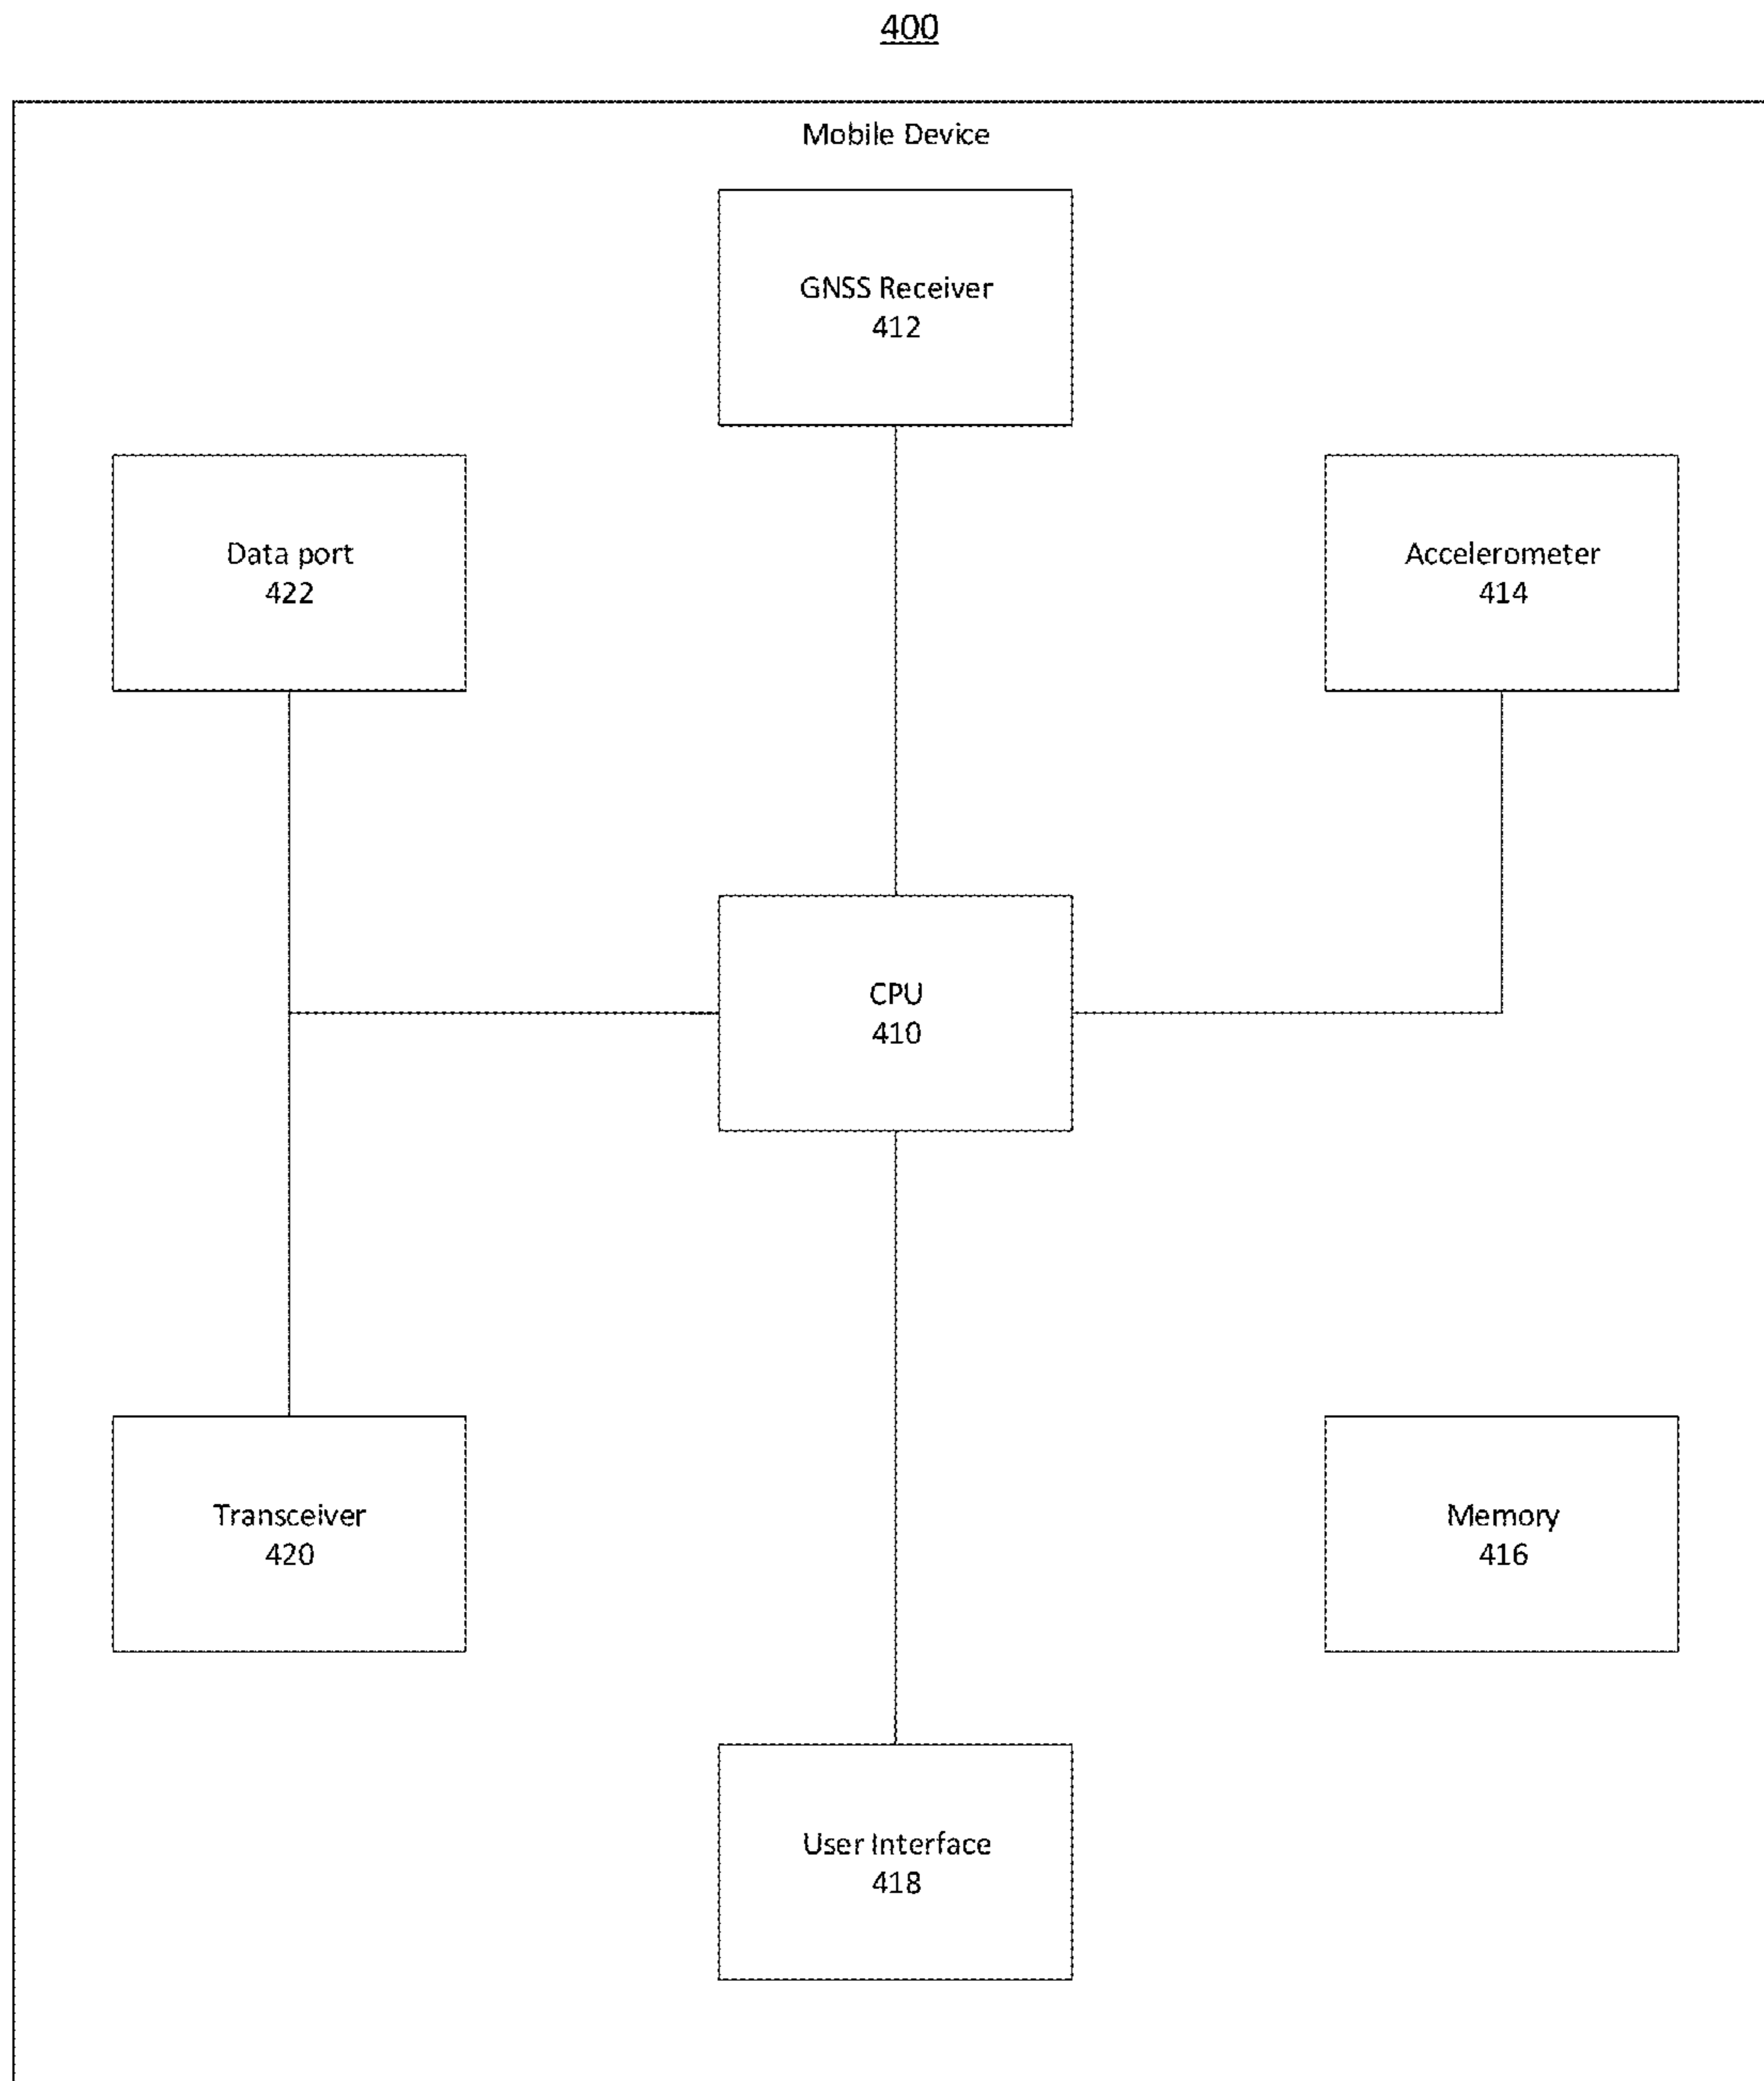 400
Mobile Device
GNSS Receiver
412
Data port
422
Accelerometer
414
CPU
410
Transceiver
420
Memory
416
User Interface
418